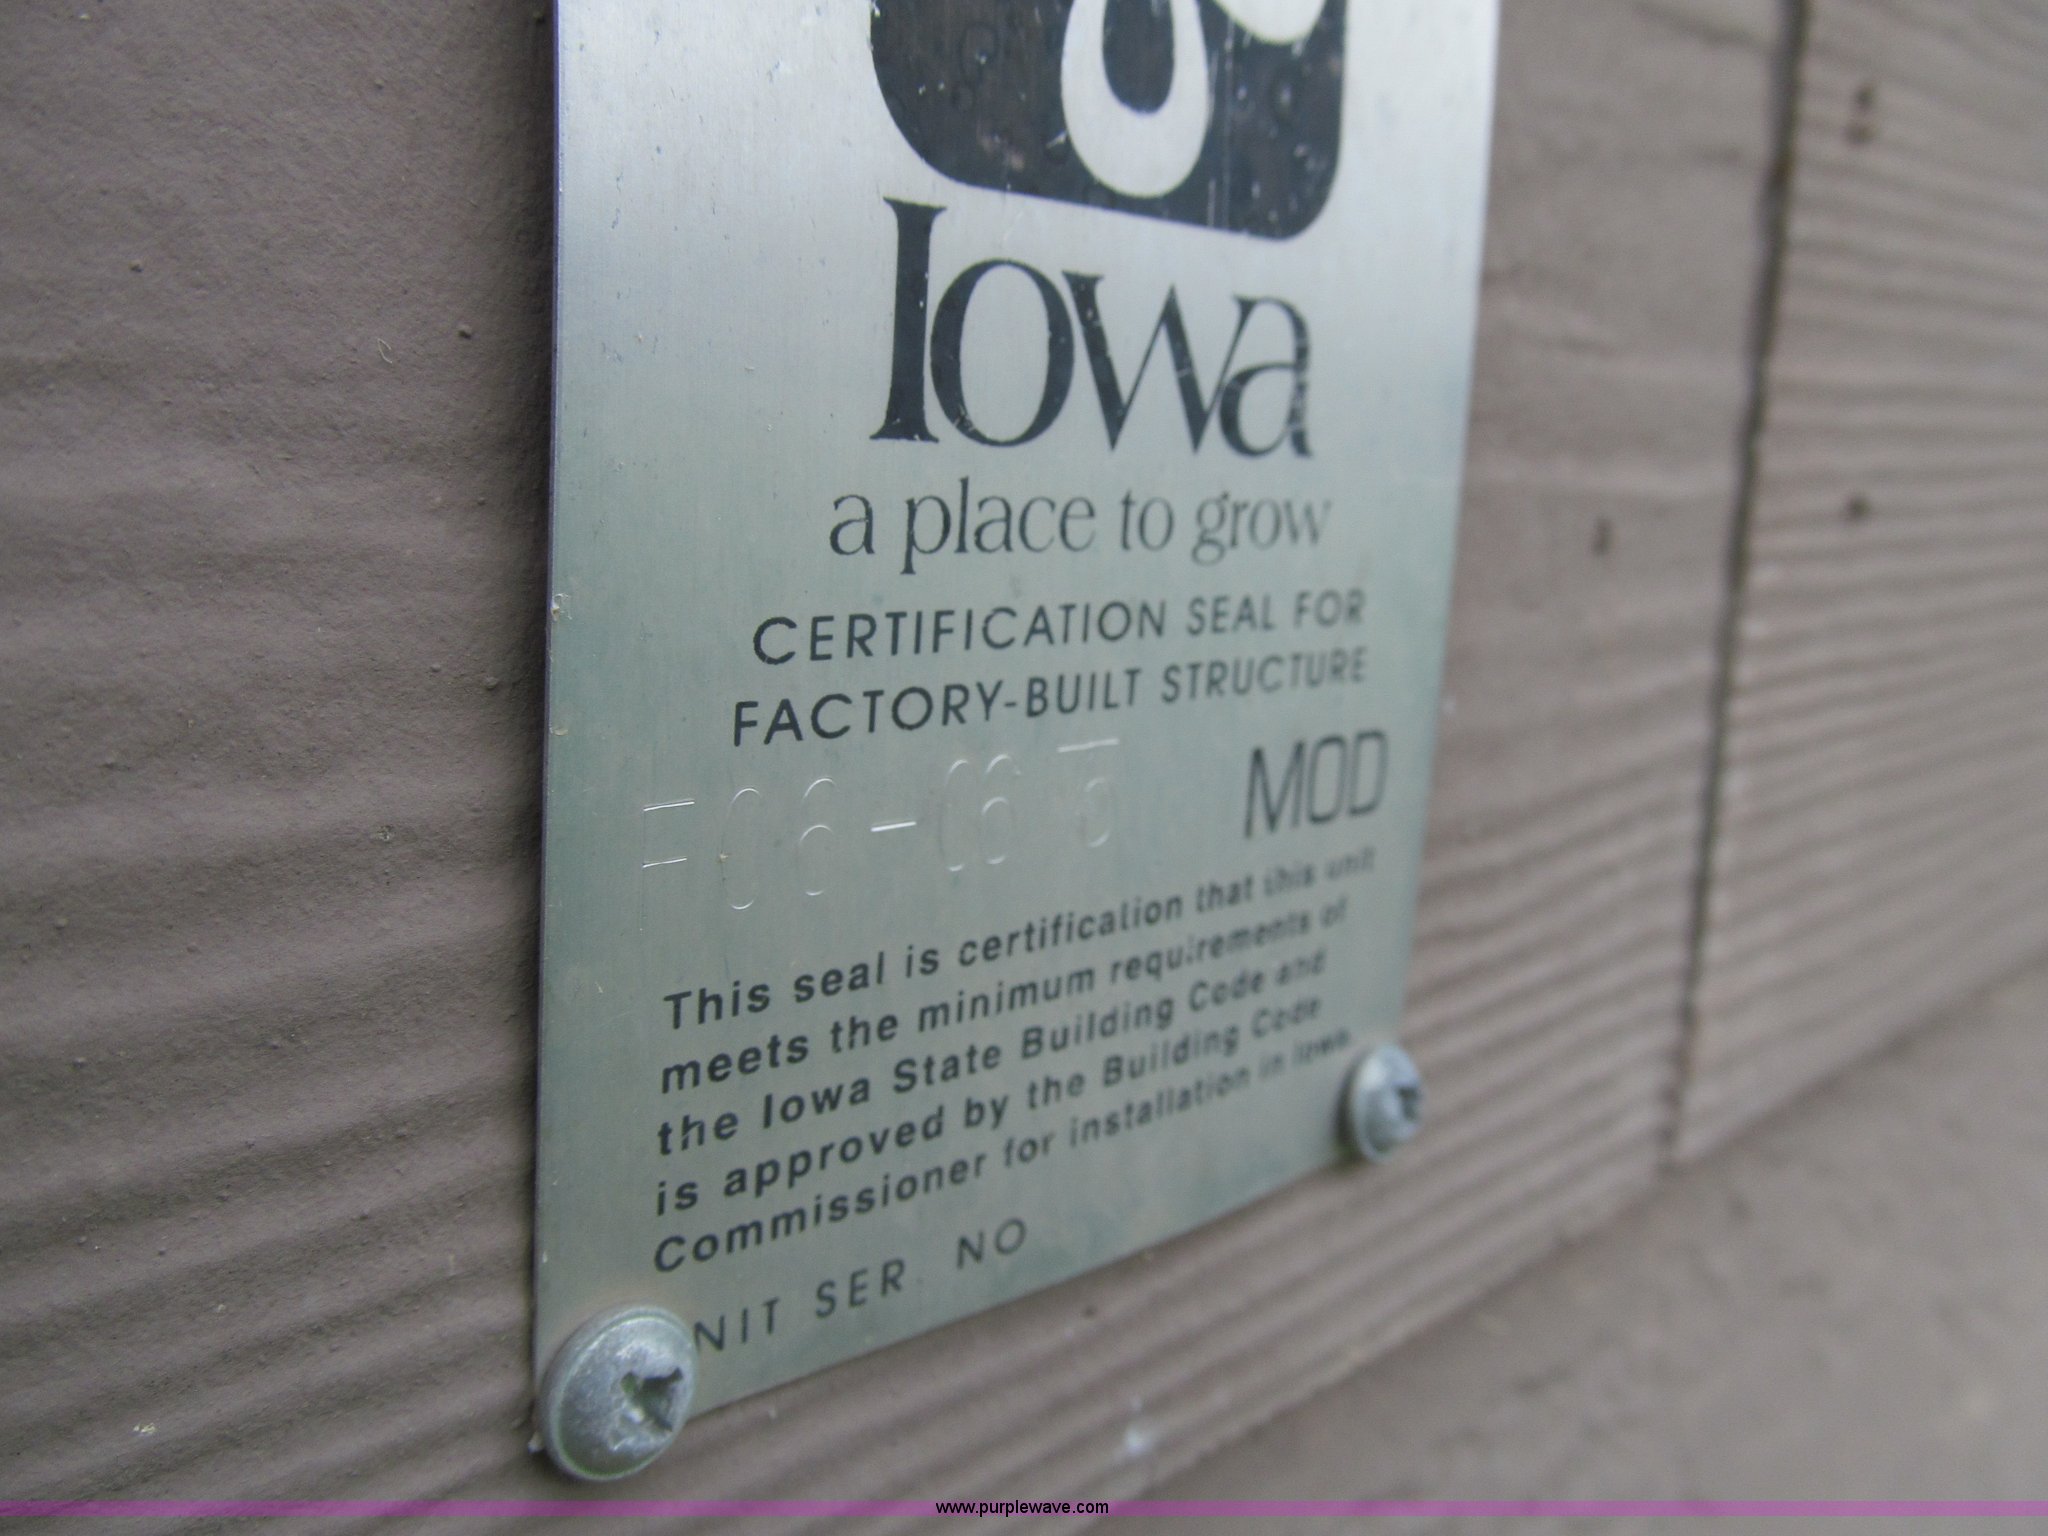 Iowa
a place to grow
CERTIFICATION SEAL FOR
FACTORY-BUILT STRUCTURE
MOD
This seal is certification that this unit
meets the minimum requirements of
the Iowa State Building Code and
is approved by the Building Code
Commissioner for installation in Iowa.
NIT SER NO
www.purplewave.com